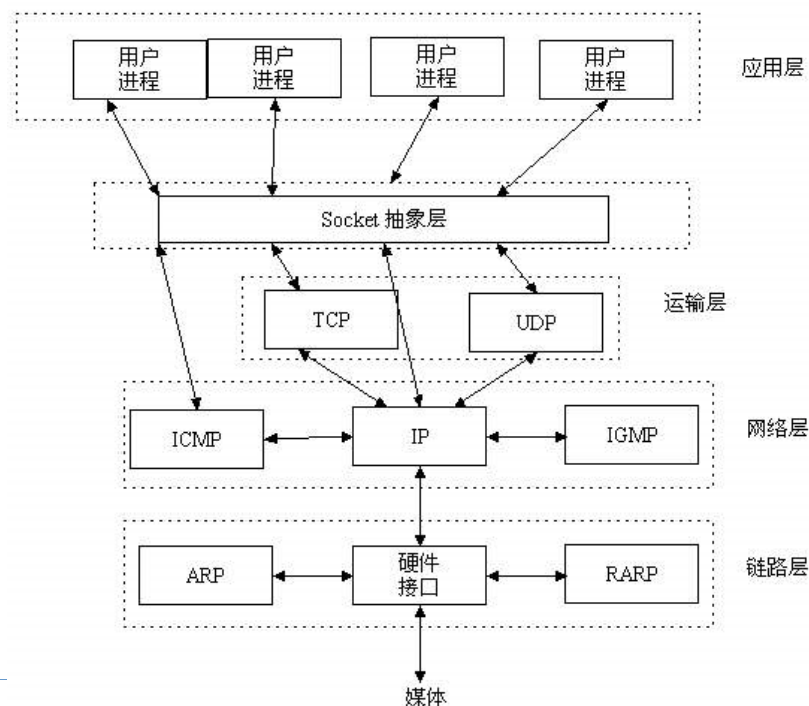 用户
进程
用户
进程
用户
进程
用户
进程
应用层
Socket 抽象层
TCP
UDP
运输层
ICMP
IP
IGMP
网络层
ARP
硬件
接口
RARP
链路层
媒体